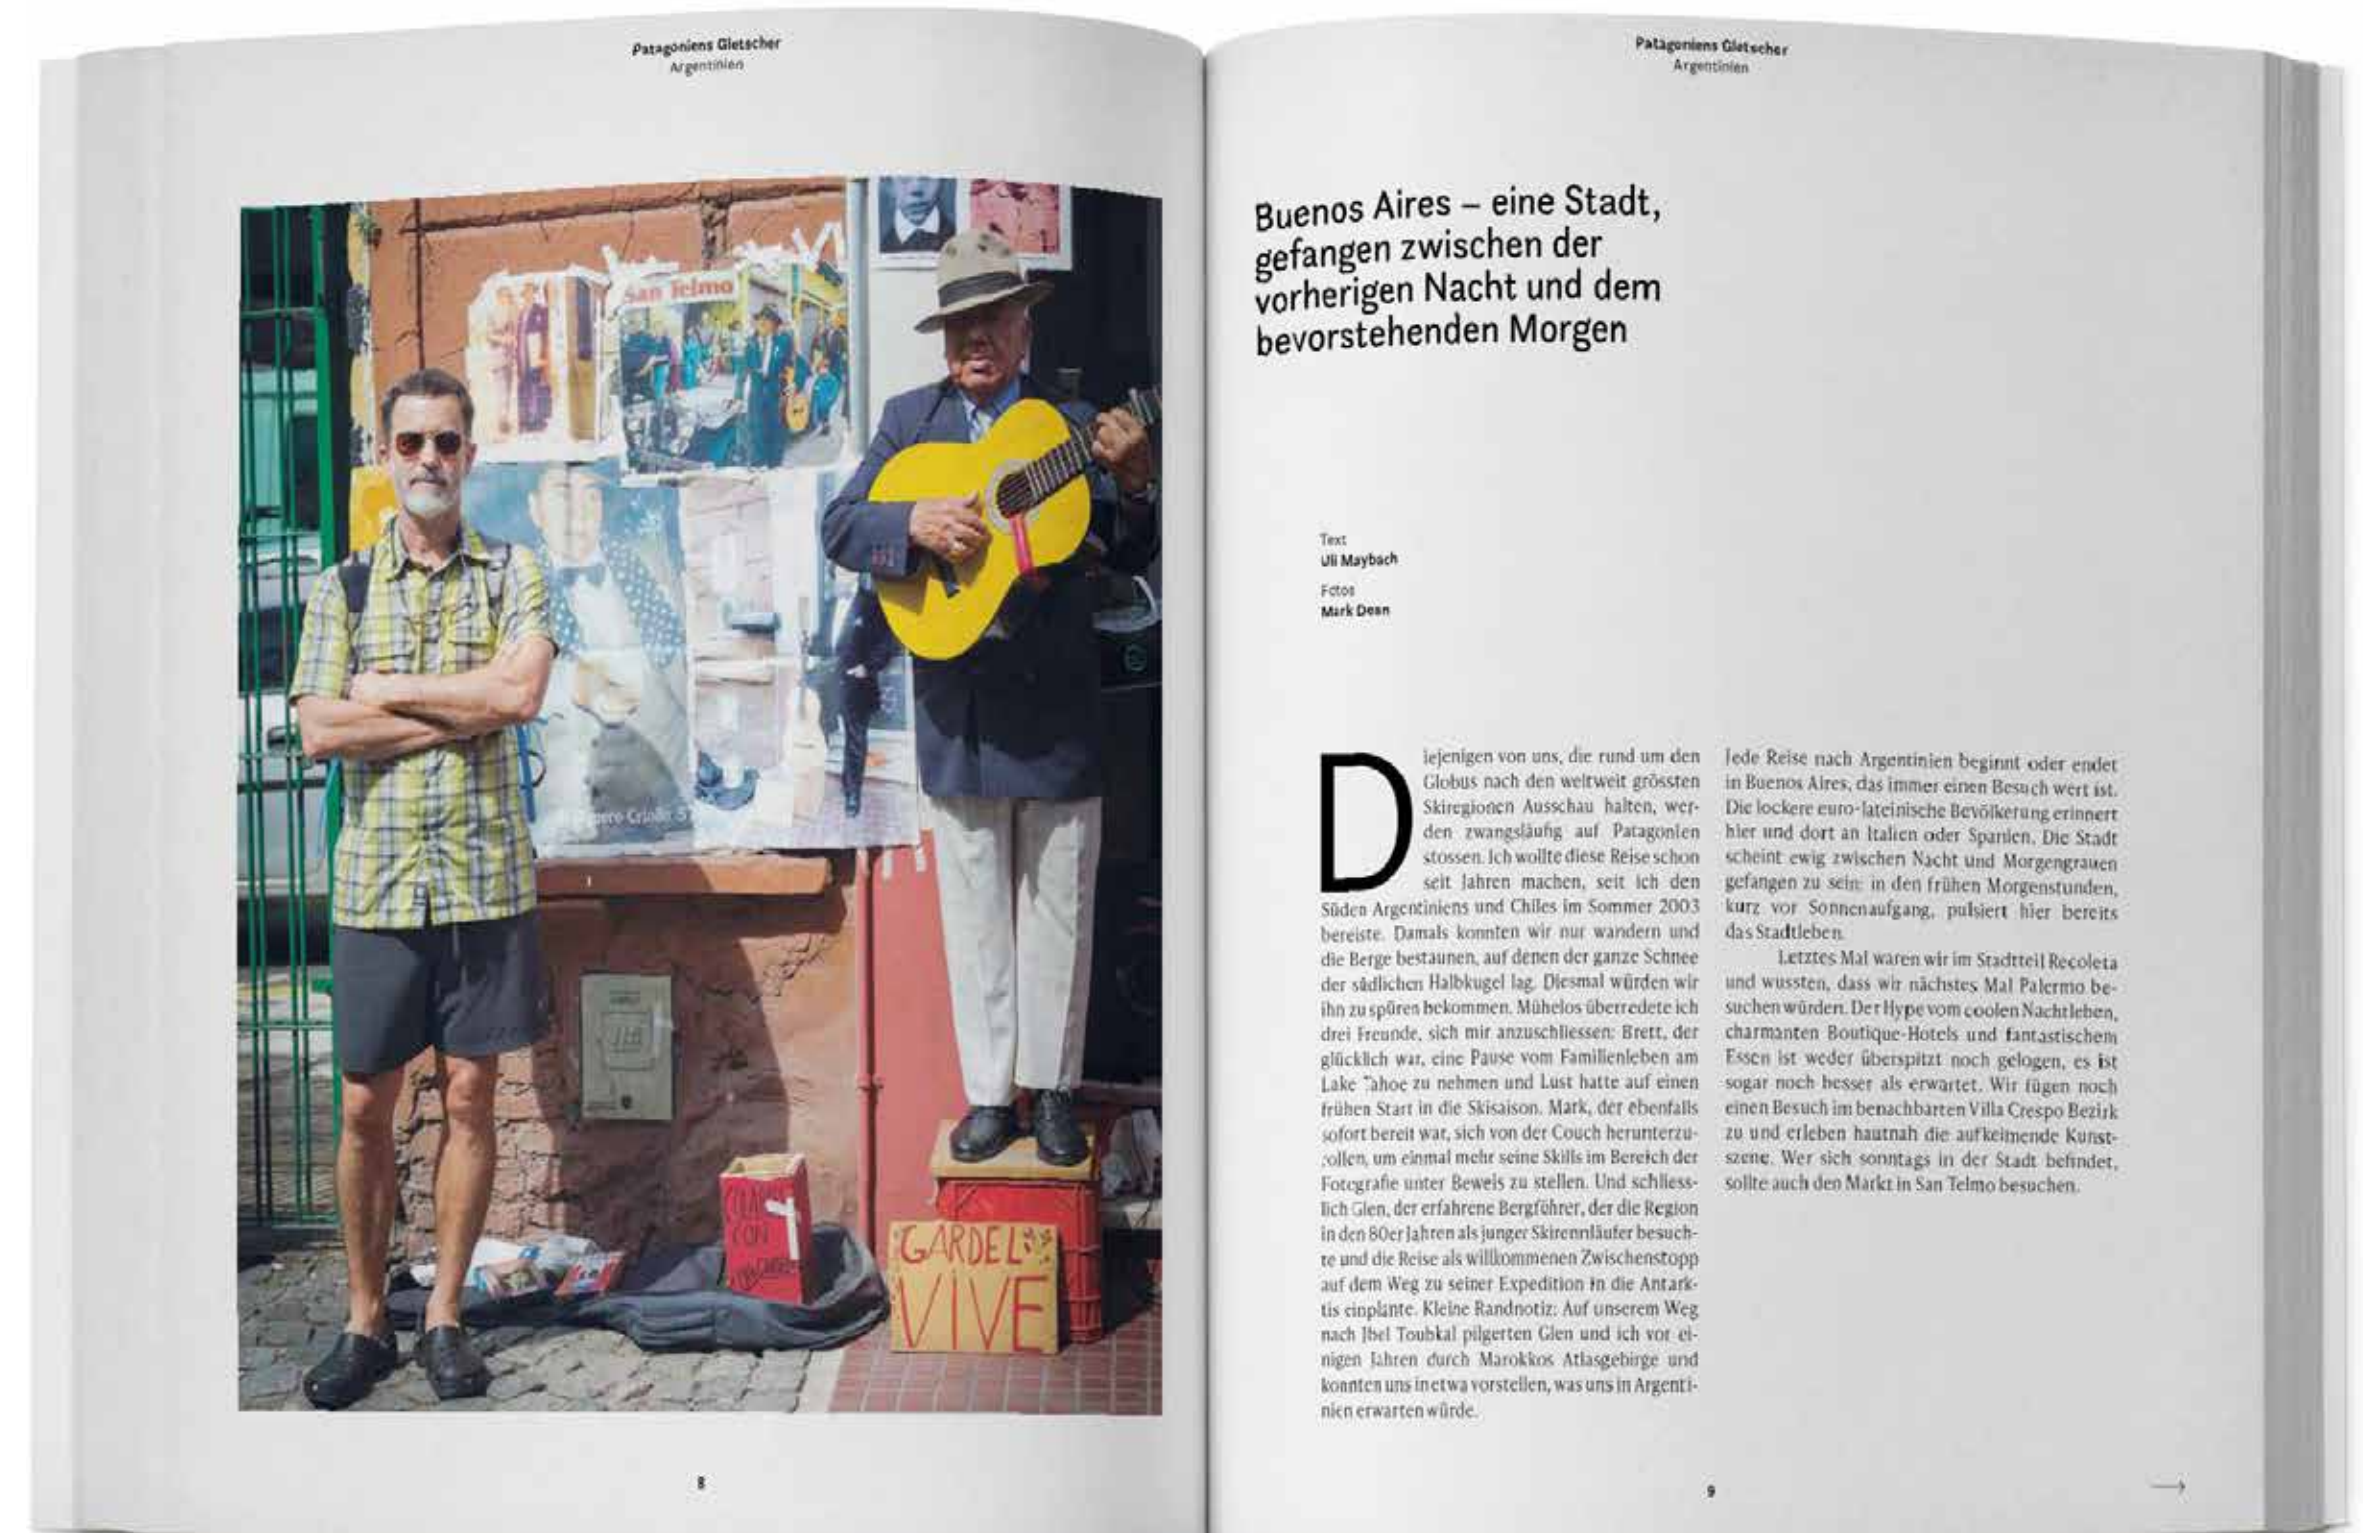 Patagoniens Gletscher
Argentinien
San Telmo
GARDEL
VIVE
8
Patagoniens Gletscher
Argentinien
Buenos Aires – eine Stadt,
gefangen zwischen der
vorherigen Nacht und dem
bevorstehenden Morgen
Text
Uli Maybach
Fotos
Mark Dean
Diejenigen von uns, die rund um den
Globus nach den weltweit grössten
Skiregionen Ausschau halten, wer-
den zwangsläufig auf Patagonien
stossen. Ich wollte diese Reise schon
seit Jahren machen, seit ich den
Süden Argentiniens und Chiles im Sommer 2003
bereiste. Damals konnten wir nur wandern und
die Berge bestaunen, auf denen der ganze Schnee
der südlichen Halbkugel lag. Diesmal würden wir
ihn zu spüren bekommen. Mühelos überredete ich
drei Freunde, sich mir anzuschliessen: Brett, der
glücklich war, eine Pause vom Familienleben am
Lake Tahoe zu nehmen und Lust hatte auf einen
frühen Start in die Skisaison. Mark, der ebenfalls
sofort bereit war, sich von der Couch herunterzu-
rollen, um einmal mehr seine Skills im Bereich der
Fotografie unter Beweis zu stellen. Und schliess-
lich Glen, der erfahrene Bergführer, der die Region
in den 80er Jahren als junger Skirennläufer besuch-
te und die Reise als willkommenen Zwischenstopp
auf dem Weg zu seiner Expedition in die Antark-
tis einplante. Kleine Randnotiz: Auf unserem Weg
nach Jbel Toubkal pilgerten Glen und ich vor ei-
nigen Jahren durch Marokkos Atlasgebirge und
konnten uns in etwa vorstellen, was uns in Argenti-
nien erwarten würde.
Jede Reise nach Argentinien beginnt oder endet
in Buenos Aires, das immer einen Besuch wert ist.
Die lockere euro-lateinische Bevölkerung erinnert
hier und dort an Italien oder Spanien. Die Stadt
scheint ewig zwischen Nacht und Morgengrauen
gefangen zu sein: in den frühen Morgenstunden,
kurz vor Sonnenaufgang, pulsiert hier bereits
das Stadtleben.
Letztes Mal waren wir im Stadtteil Recoleta
und wussten, dass wir nächstes Mal Palermo be-
suchen würden. Der Hype vom coolen Nachtleben,
charmanten Boutique-Hotels und fantastischem
Essen ist weder überspitzt noch gelogen, es ist
sogar noch besser als erwartet. Wir fügen noch
einen Besuch im benachbarten Villa Crespo Bezirk
zu und erleben hautnah die aufkeimende Kunst-
szene. Wer sich sonntags in der Stadt befindet,
sollte auch den Markt in San Telmo besuchen.
9